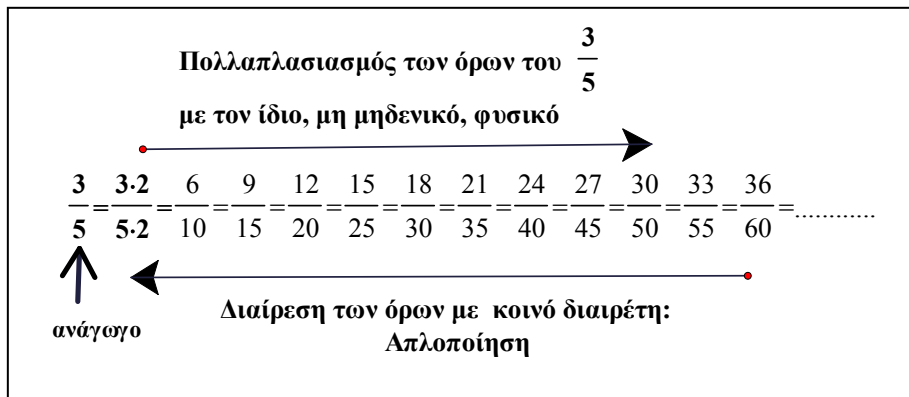 Πολλαπλασιασμός των όρων του 3/5
με τον ίδιο, μη μηδενικό, φυσικό
3/5 = 3·2/5·2 = 6/10 = 9/15 = 12/20 = 15/25 = 18/30 = 21/35 = 24/40 = 27/45 = 30/50 = 33/55 = 36/60 = ............
ανάγωγο
Διαίρεση των όρων με κοινό διαιρέτη:
Απλοποίηση